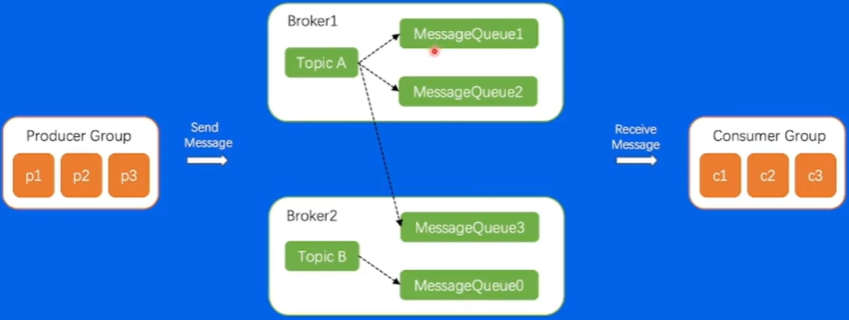 Broker1
MessageQueue1
Topic A
MessageQueue2
Producer Group
p1 p2 p3
Send
Message
Receive
Message
Consumer Group
c1 c2 c3
Broker2
MessageQueue3
Topic B
MessageQueue0